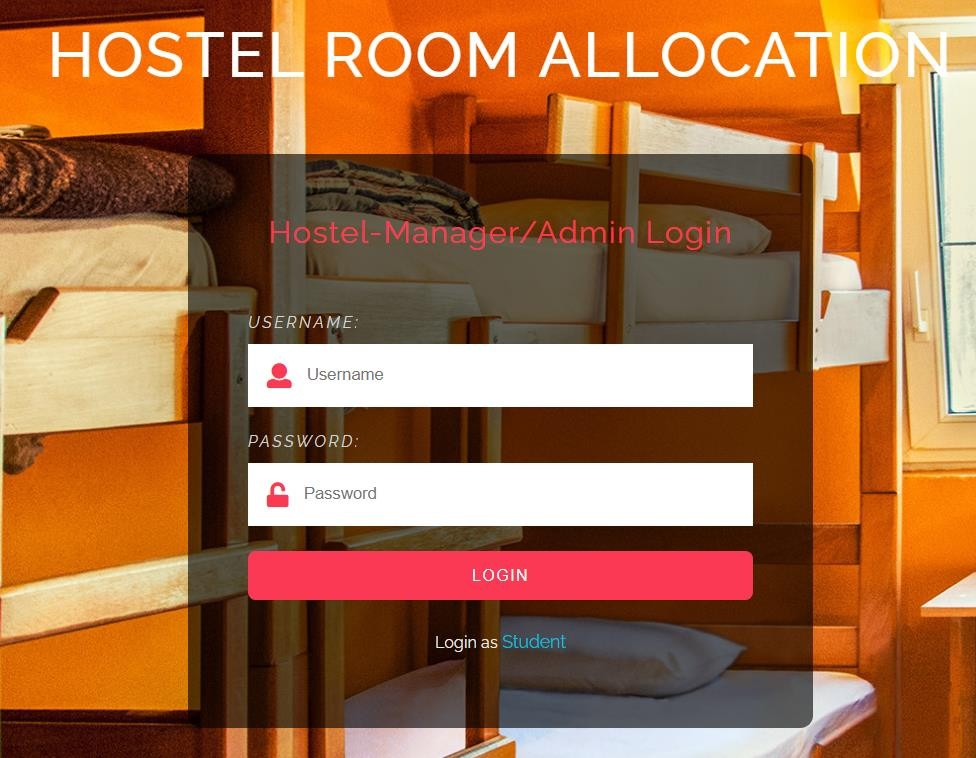 HOSTEL ROOM ALLOCATION
Hostel-Manager/Admin Login
USERNAME:
Username
PASSWORD:
Password
LOGIN
Login as Student